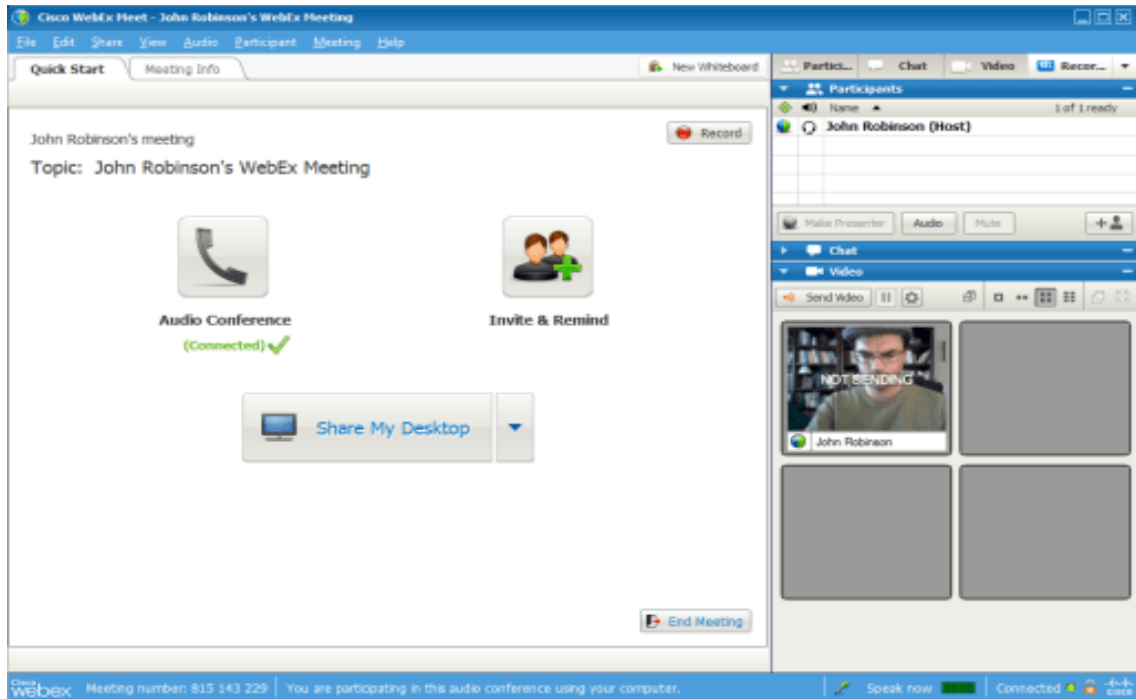 Cisco WebEx Meet - John Robinson's WebEx Meeting
File Edit Share View Audio Participant Meeting Help
Quick Start Meeting Info New Whiteboard
Partici... Chat Video Recor...
Participants
Name 1 of 1 ready
John Robinson (Host)
Make Presenter Audio Mute
Chat
Video
Send Video
NOT SENDING
John Robinson
John Robinson's meeting
Record
Topic: John Robinson's WebEx Meeting
Audio Conference
(Connected)
Invite & Remind
Share My Desktop
End Meeting
Cisco webex Meeting number: 815 143 229 You are participating in this audio conference using your computer. Speak now Connected cisco